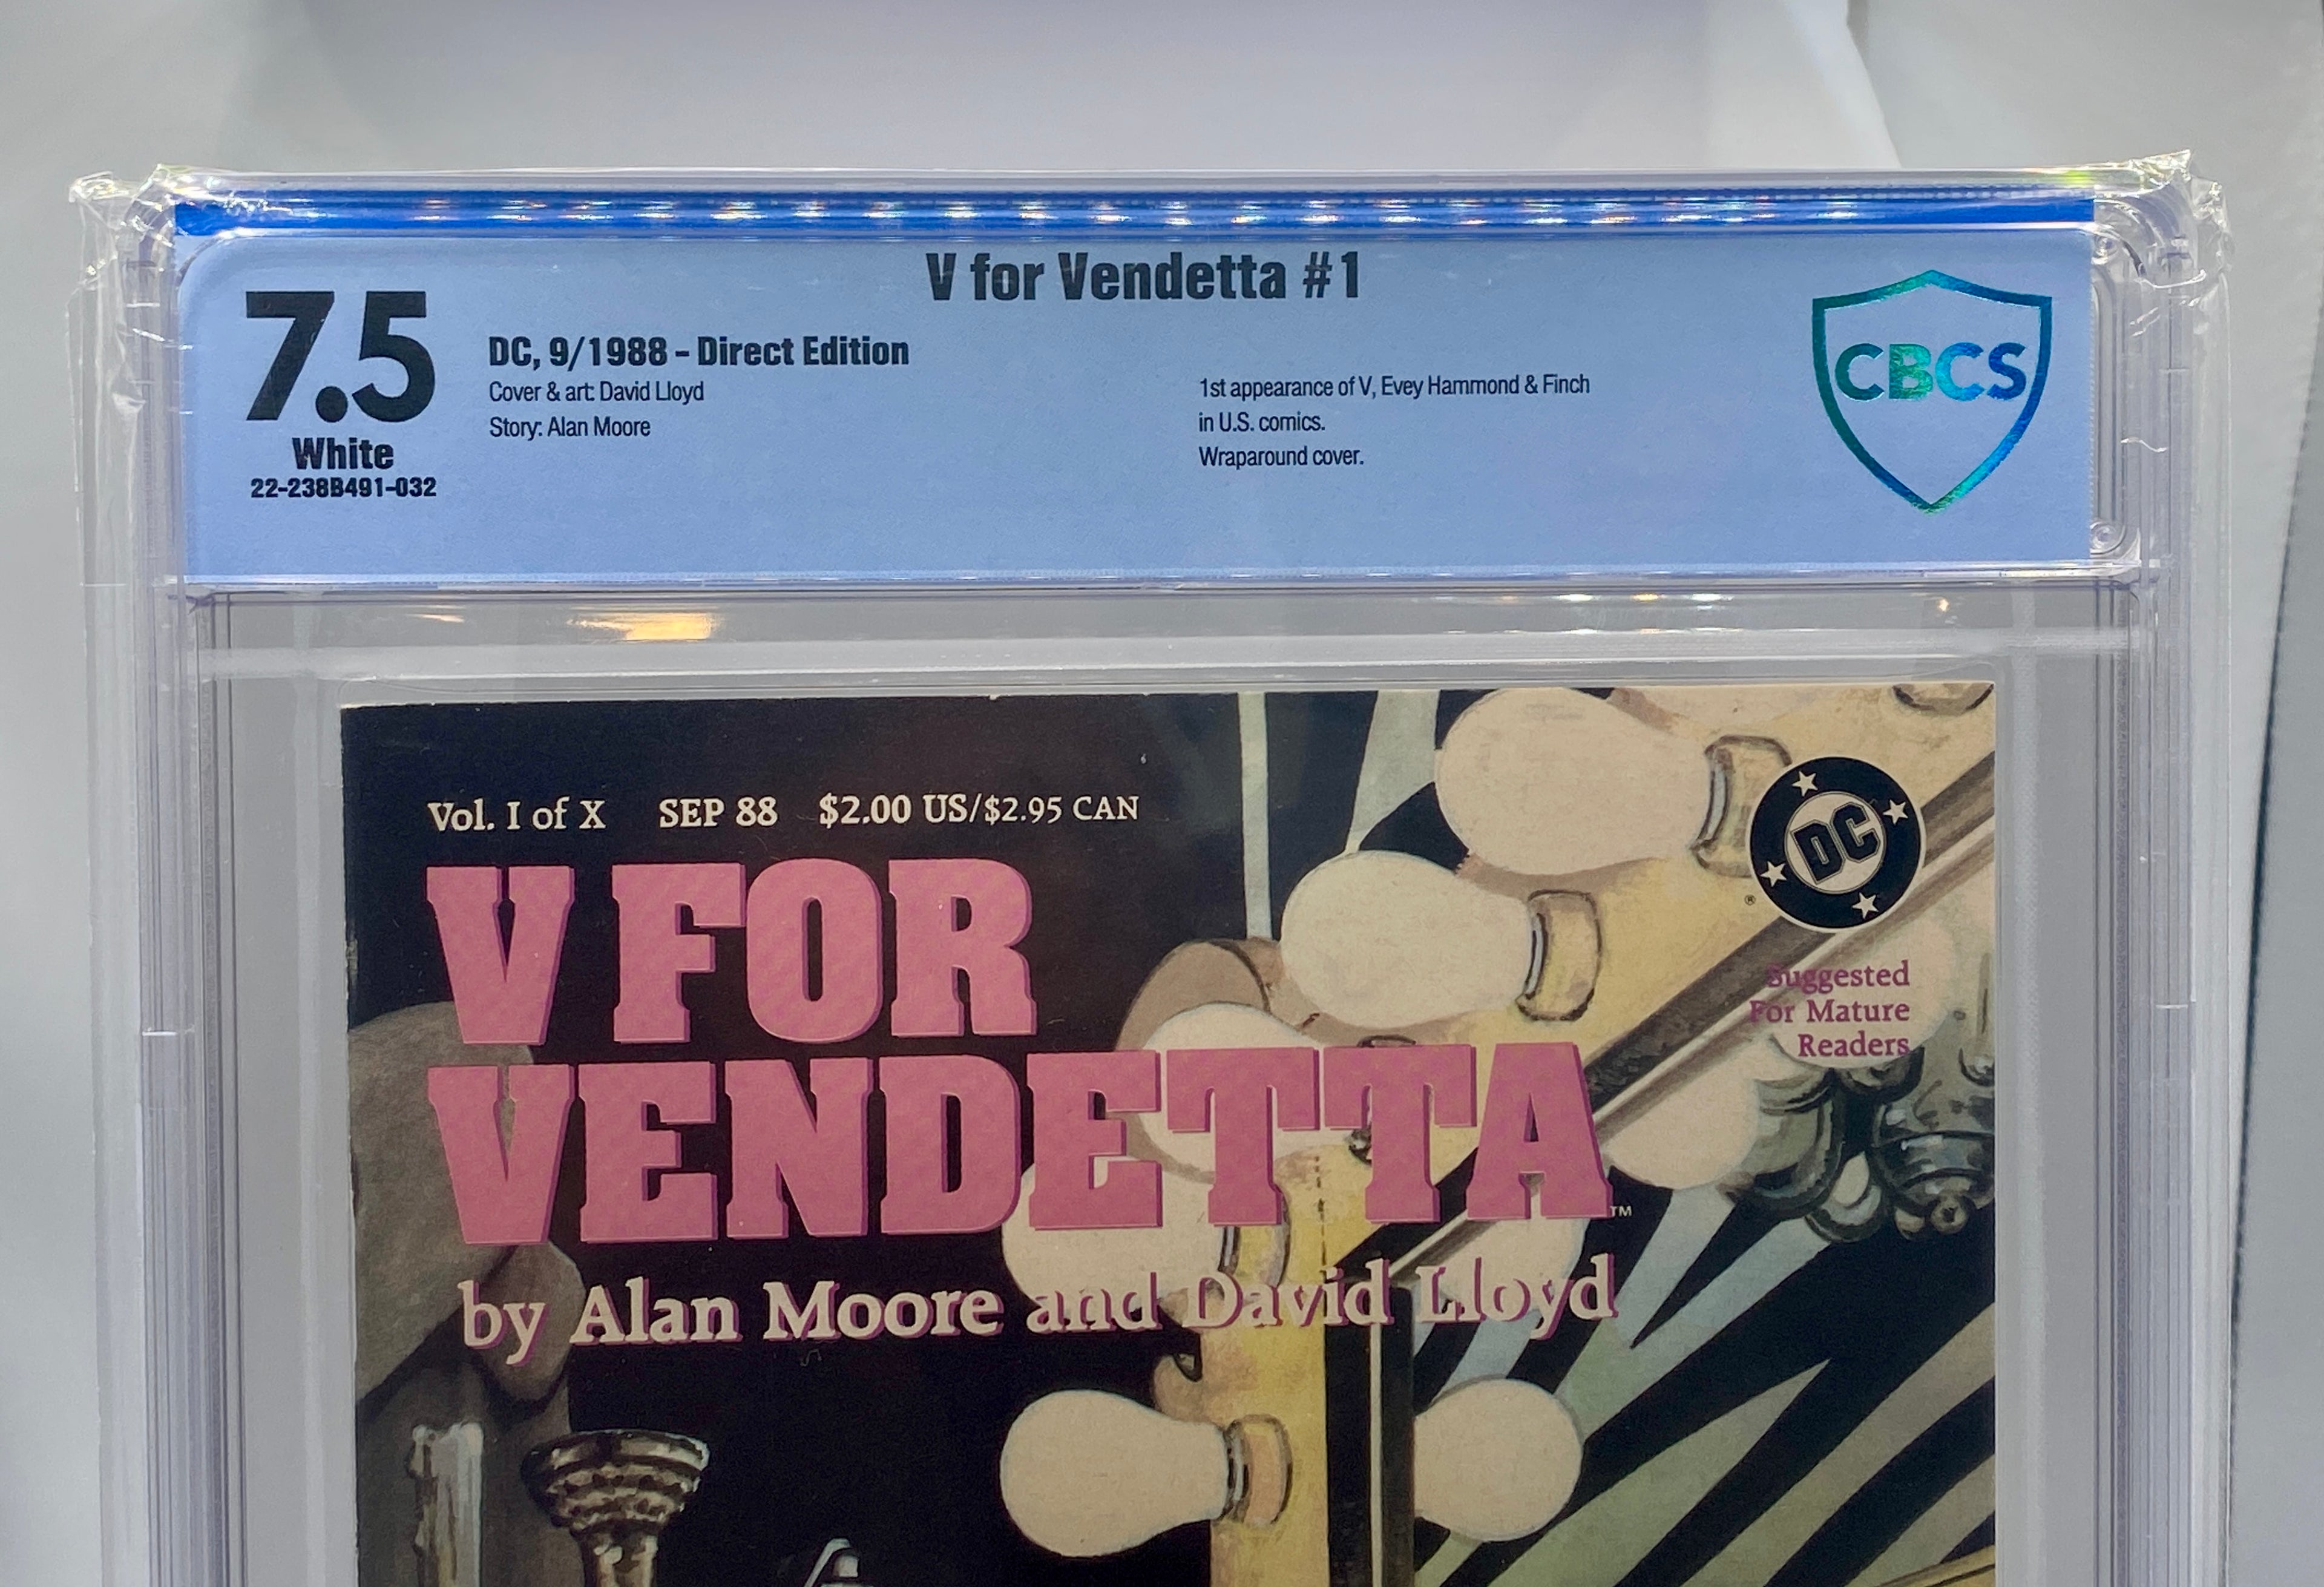 V for Vendetta #1
7.5
White
22-238B491-032
DC, 9/1988 - Direct Edition
Cover & art: David Lloyd
Story: Alan Moore
1st appearance of V, Evey Hammond & Finch
in U.S. comics.
Wraparound cover.
CBCS
Vol. I of X SEP 88 $2.00 US/$2.95 CAN
DC
®
V FOR
VENDETTA
TM
Suggested
For Mature
Readers
by Alan Moore and David Lloyd